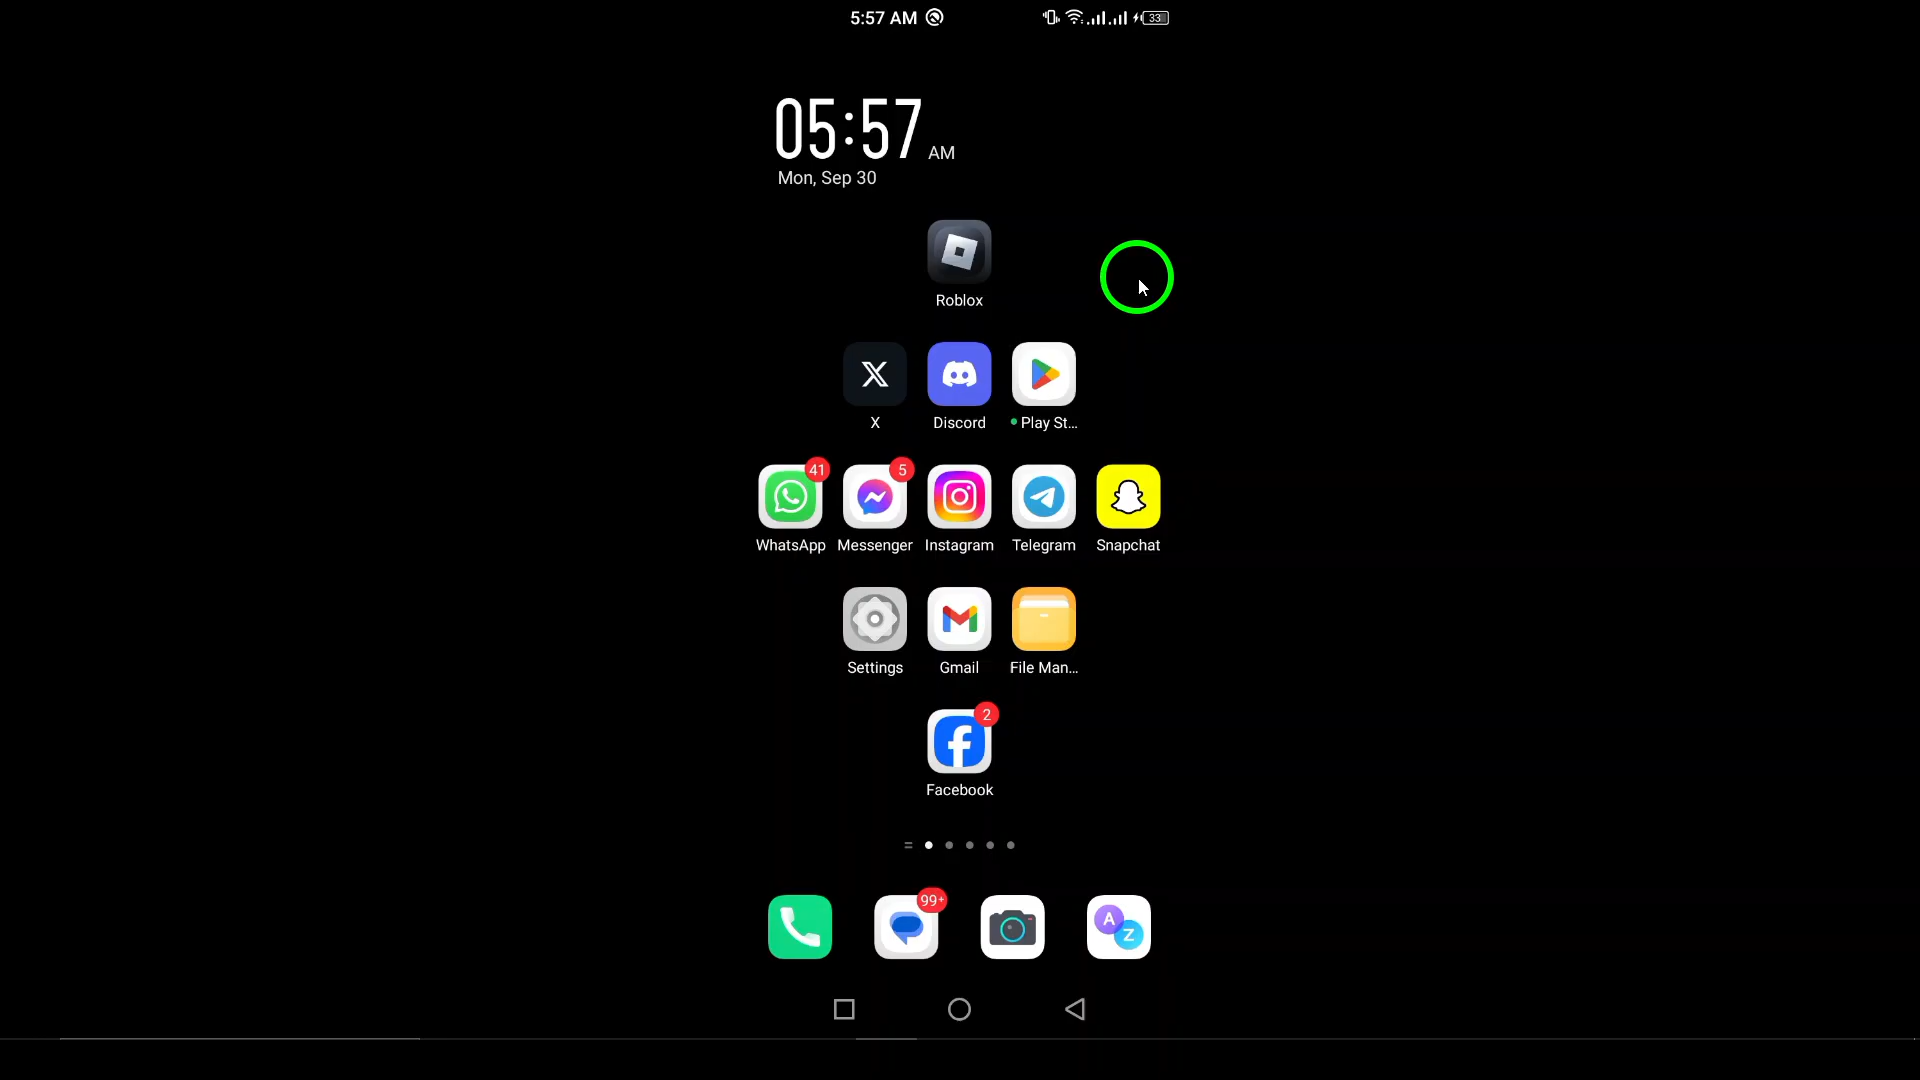 5:57 AM
33
05:57 AM
Mon, Sep 30
Roblox
X Discord Play St...
41 5
WhatsApp Messenger Instagram Telegram Snapchat
Settings Gmail File Man...
2
Facebook
99+
A Z